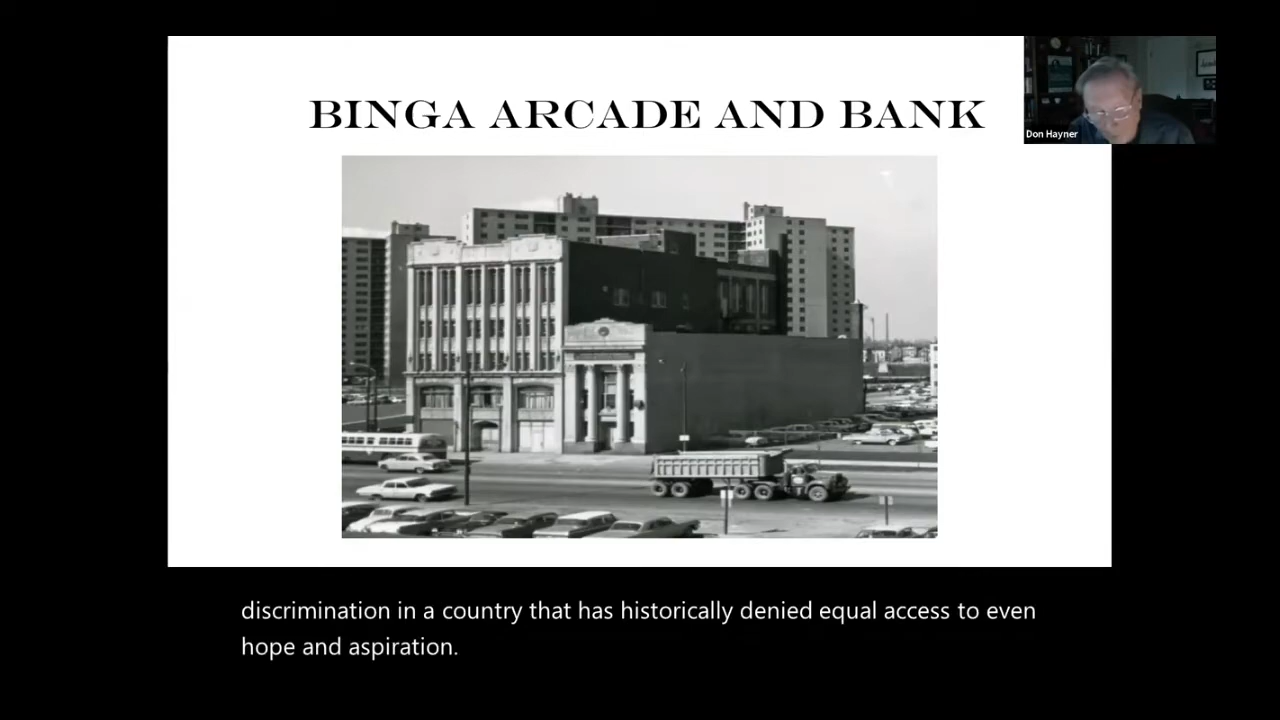 BINGA ARCADE AND BANK
Don Hayner
discrimination in a country that has historically denied equal access to even
hope and aspiration.